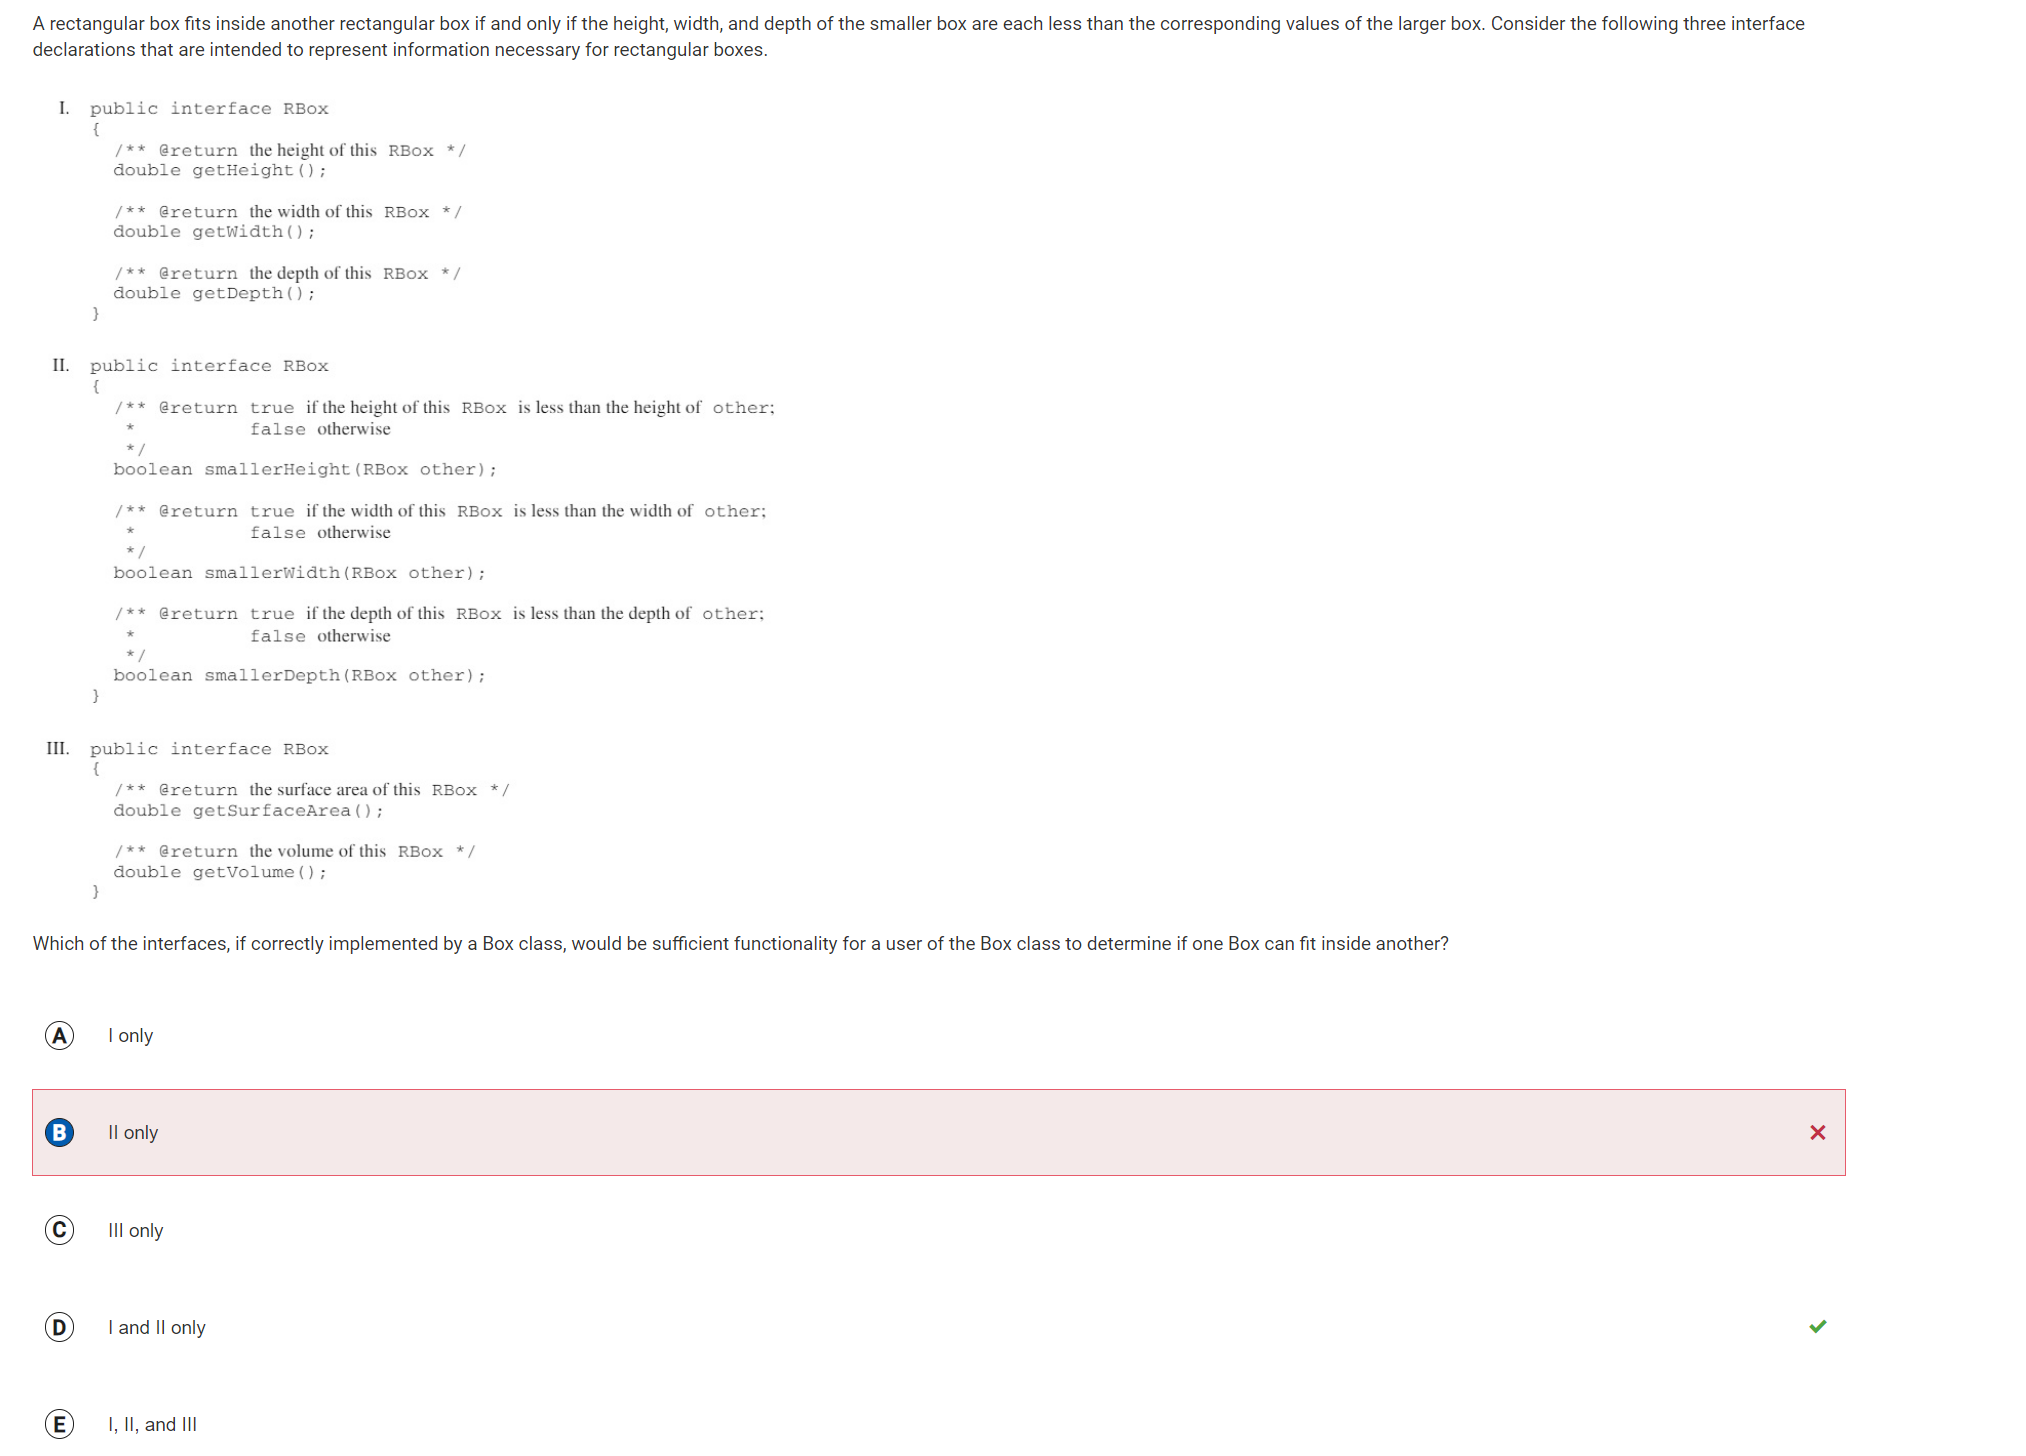 A rectangular box fits inside another rectangular box if and only if the height, width, and depth of the smaller box are each less than the corresponding values of the larger box. Consider the following three interface
declarations that are intended to represent information necessary for rectangular boxes.
I. public interface RBox
{
/** @return the height of this RBox */
double getHeight();
/** @return the width of this RBox */
double getWidth();
/** @return the depth of this RBox */
double getDepth();
}
II. public interface RBox
{
/** @return true if the height of this RBox is less than the height of other;
* false otherwise
*/
boolean smallerHeight(RBox other);
/** @return true if the width of this RBox is less than the width of other;
* false otherwise
*/
boolean smallerWidth(RBox other);
/** @return true if the depth of this RBox is less than the depth of other;
* false otherwise
*/
boolean smallerDepth(RBox other);
}
III. public interface RBox
{
/** @return the surface area of this RBox */
double getSurfaceArea();
/** @return the volume of this RBox */
double getVolume();
}
Which of the interfaces, if correctly implemented by a Box class, would be sufficient functionality for a user of the Box class to determine if one Box can fit inside another?
A I only
B II only
C III only
D I and II only
E I, II, and III